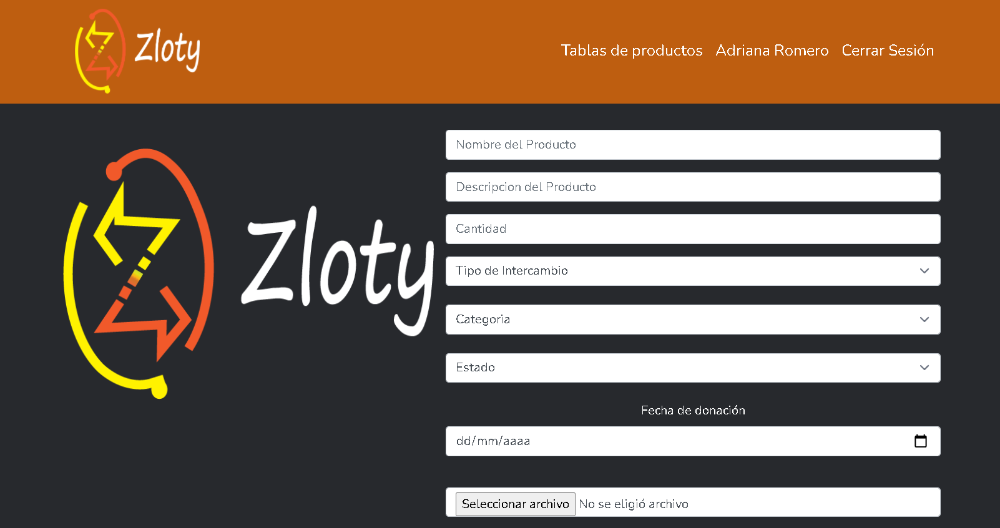 Zloty
Tablas de productos Adriana Romero Cerrar Sesión
Zloty
Nombre del Producto
Descripcion del Producto
Cantidad
Tipo de Intercambio
Categoria
Estado
Fecha de donación
dd/mm/aaaa
Seleccionar archivo No se eligió archivo